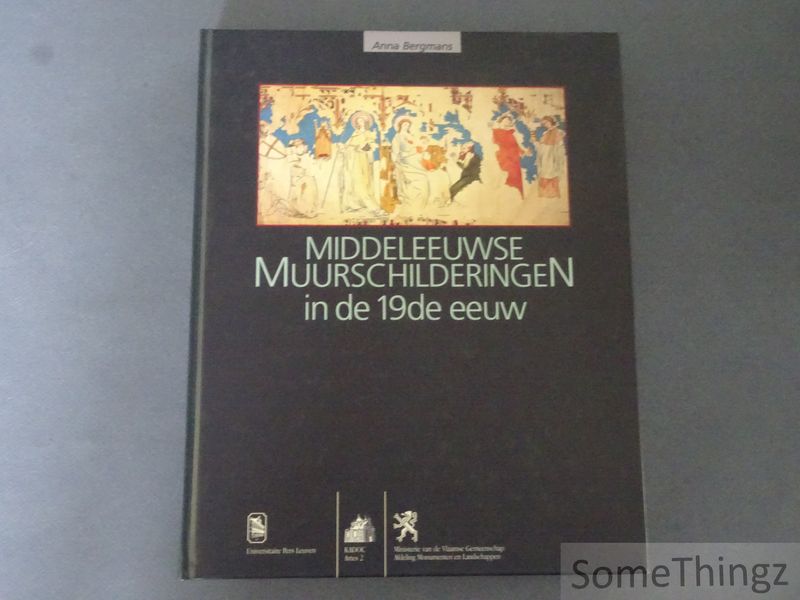 Anna Bergmans
MIDDELEEUWSE
MUURSCHILDERINGEN
in de 19de eeuw
Universitaire Pers Leuven
KADOC
Artes 2
Ministerie van de Vlaamse Gemeenschap
Afdeling Monumenten en Landschappen
SomeThingz